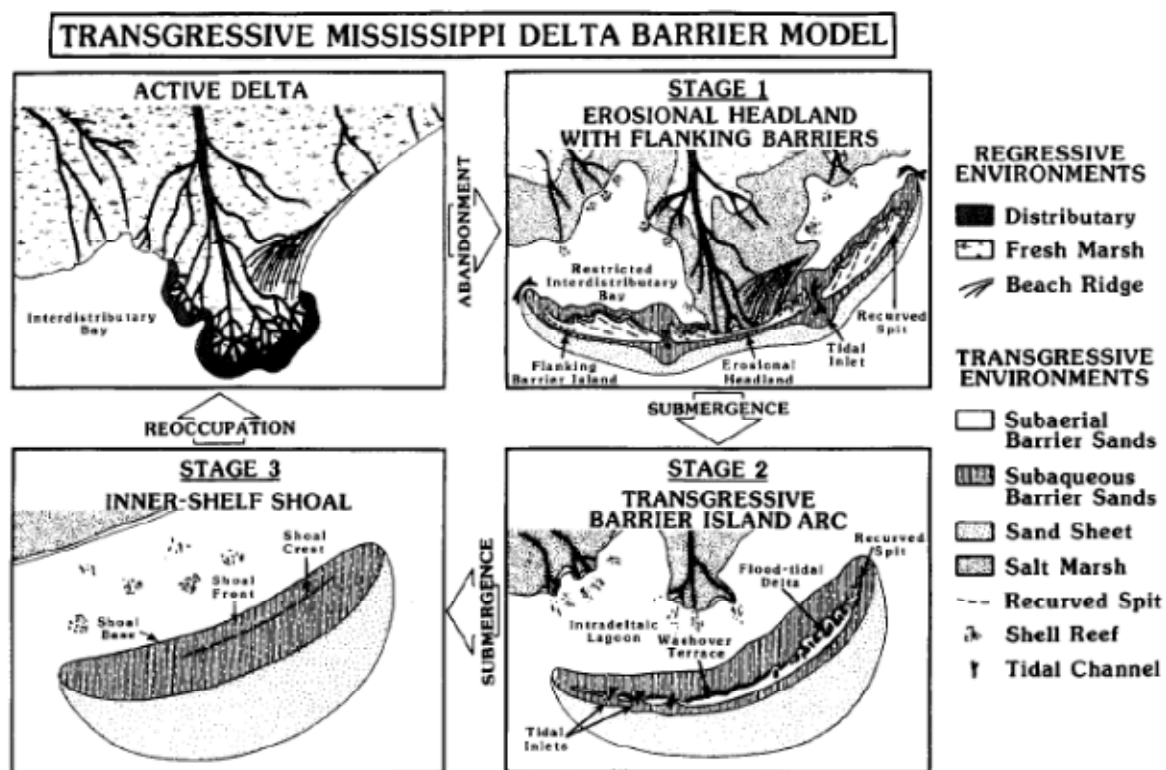 TRANSGRESSIVE MISSISSIPPI DELTA BARRIER MODEL
ACTIVE DELTA
Interdistributary
Bay
ABANDONMENT
STAGE 1
EROSIONAL HEADLAND
WITH FLANKING BARRIERS
Restricted
Interdistributary
Bay
Flanking
Barrier Island
Erosional
Headland
Tidal
Inlet
Recurved
Spit
REOCCUPATION
SUBMERGENCE
STAGE 3
INNER-SHELF SHOAL
Shoal
Crest
Shoal
Front
Shoal
Base
SUBMERGENCE
STAGE 2
TRANSGRESSIVE
BARRIER ISLAND ARC
Recurved
Spit
Flood-tidal
Delta
Intradeltaic
Lagoon
Washover
Terrace
Tidal
Inlets
REGRESSIVE
ENVIRONMENTS
Distributary
Fresh Marsh
Beach Ridge
TRANSGRESSIVE
ENVIRONMENTS
Subaerial
Barrier Sands
Subaqueous
Barrier Sands
Sand Sheet
Salt Marsh
Recurved Spit
Shell Reef
Tidal Channel